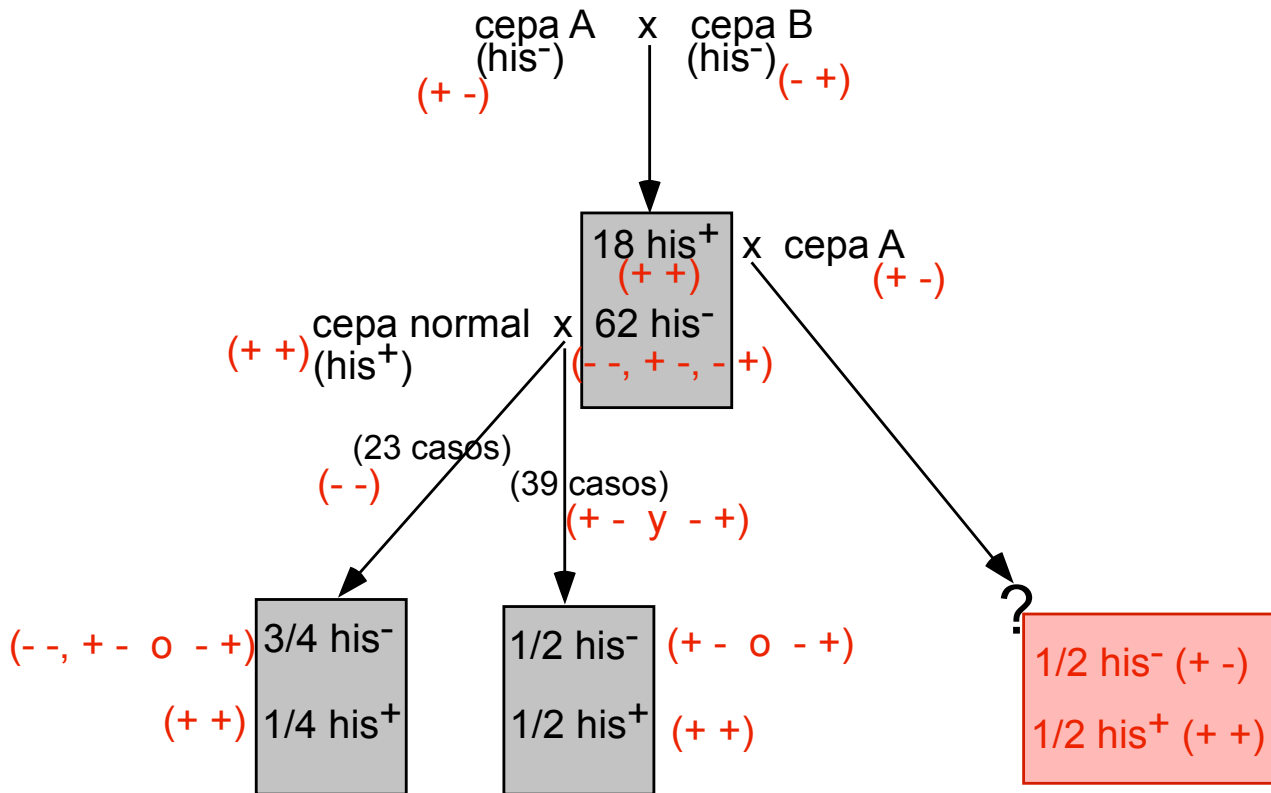 cepa A x cepa B
(his-) (his-)
(+ -) (- +)
18 his+ x cepa A
(+ +) (+ -)
cepa normal x 62 his-
(+ +) (his+) (- -, + -, - +)
(23 casos)
(- -) (39 casos)
(+ - y - +)
?
(- -, + - o - +) 3/4 his- 1/2 his- (+ - o - +) 1/2 his- (+ -)
(+ +) 1/4 his+ 1/2 his+ (+ +) 1/2 his+ (+ +)